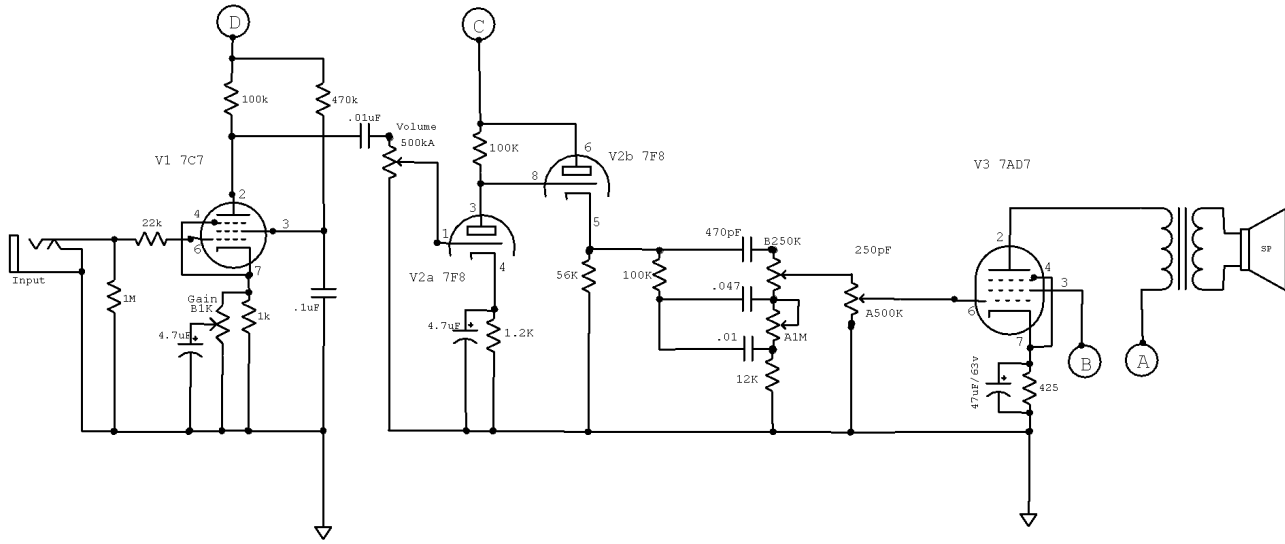 D
C
100k
470k
.01uF
Volume
500kA
100K
6
V2b 7F8
V1 7C7
8
V3 7AD7
2
4
3
3
5
22k
6
1
2
470pF
B250K
250pF
4
7
4
V2a 7F8
56K
100K
3
SP
Input
.047
6
1M
Gain
B1K
1k
.1uF
A500K
4.7uF
+
4.7uF
+
1.2K
.01
A1M
7
B
A
12K
47uF/63v
+
425